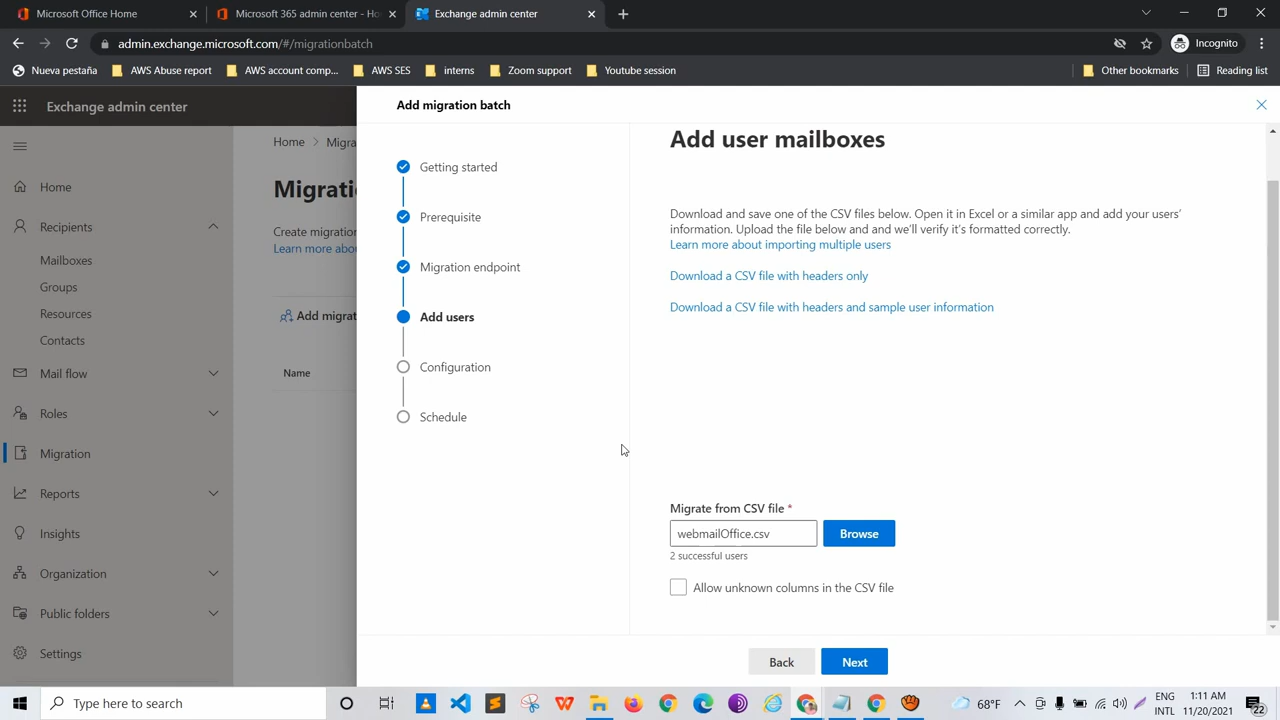 Office Home
Microsoft 365 admin center - Ho
Exchange admin center
admin.exchange.microsoft.com/#/migrationbatch
Incognito
Nueva pestaña
AWS Abuse report
AWS account comp...
AWS SES
interns
Zoom support
Youtube session
Other bookmarks
Reading list
Exchange admin center
Add migration batch
Home
Recipients
Mailboxes
Groups
Resources
Contacts
Mail flow
Roles
Migration
Reports
Insights
Organization
Public folders
Settings
Home > Migra
Migratio
Create migration
Learn more abou
Add migrat
Name
Getting started
Prerequisite
Migration endpoint
Add users
Configuration
Schedule
Add user mailboxes
Download and save one of the CSV files below. Open it in Excel or a similar app and add your users'
information. Upload the file below and and we'll verify it's formatted correctly.
Learn more about importing multiple users
Download a CSV file with headers only
Download a CSV file with headers and sample user information
Migrate from CSV file *
webmailOffice.csv
Browse
2 successful users
Allow unknown columns in the CSV file
Back
Next
Type here to search
68°F
ENG
INTL
1:11 AM
11/20/2021
22